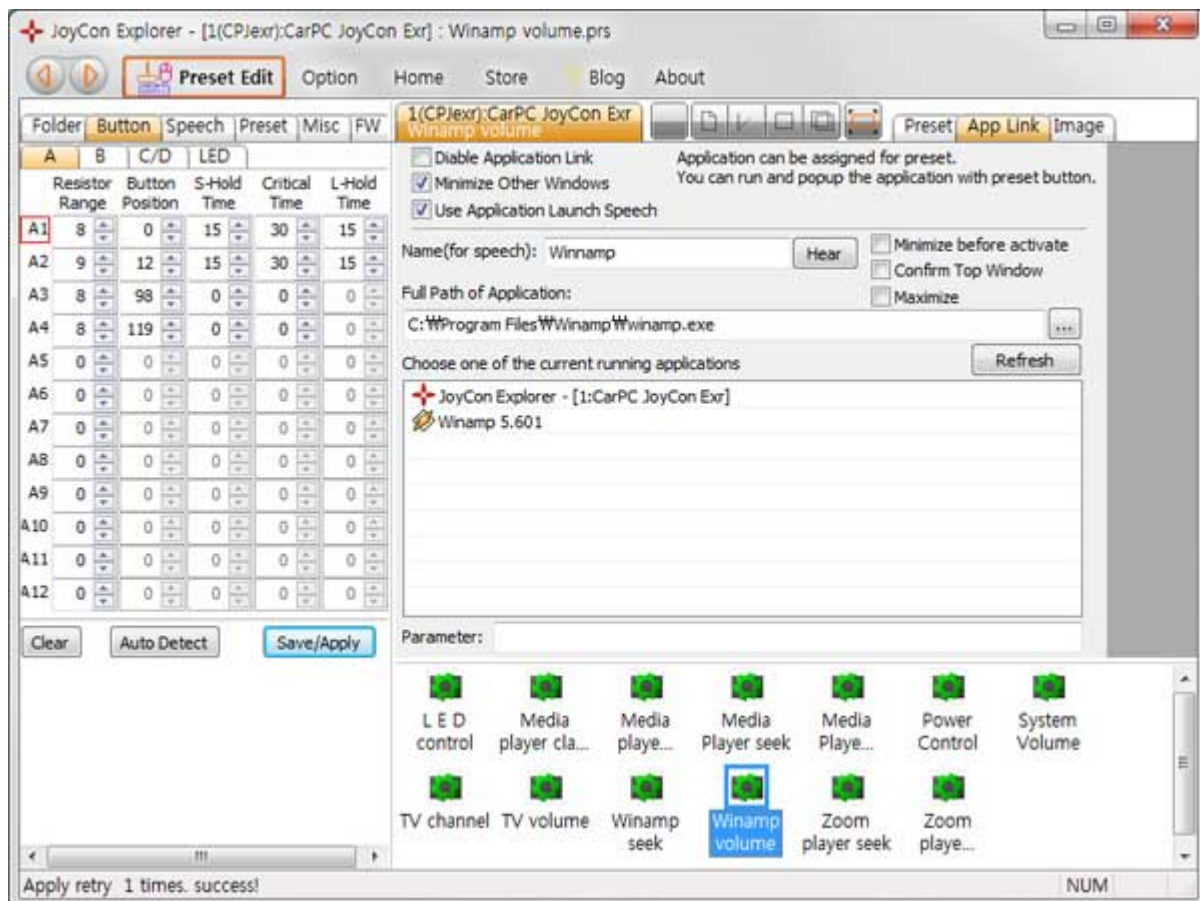 JoyCon Explorer - [1(CPJexr):CarPC JoyCon Exr] : Winamp volume.prs
Preset Edit Option Home Store Blog About
Folder Button Speech Preset Misc FW
A B C/D LED
Resistor Range Button Position S-Hold Time Critical Time L-Hold Time
A1 8 0 15 30 15
A2 9 12 15 30 15
A3 8 98 0 0 0
A4 8 119 0 0 0
A5 0 0 0 0 0
A6 0 0 0 0 0
A7 0 0 0 0 0
A8 0 0 0 0 0
A9 0 0 0 0 0
A10 0 0 0 0 0
A11 0 0 0 0 0
A12 0 0 0 0 0
Clear Auto Detect Save/Apply
1(CPJexr):CarPC JoyCon Exr
Winamp volume
Preset App Link Image
Diable Application Link
Minimize Other Windows
Use Application Launch Speech
Application can be assigned for preset.
You can run and popup the application with preset button.
Name(for speech): Winnamp Hear
Minimize before activate
Confirm Top Window
Maximize
Full Path of Application:
C:₩Program Files₩Winamp₩winamp.exe ...
Choose one of the current running applications Refresh
JoyCon Explorer - [1:CarPC JoyCon Exr]
Winamp 5.601
Parameter:
L E D control
Media player cla...
Media playe...
Media Player seek
Media Playe...
Power Control
System Volume
TV channel
TV volume
Winamp seek
Winamp volume
Zoom player seek
Zoom playe...
Apply retry 1 times. success! NUM